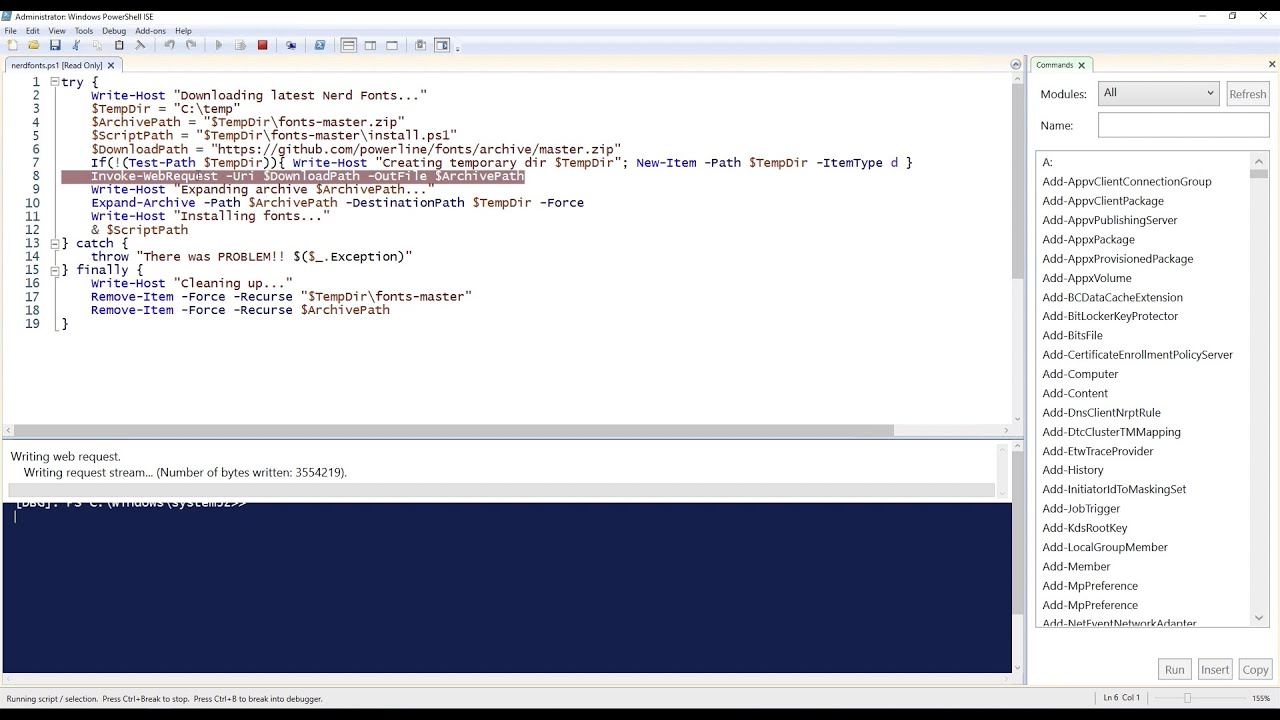 Administrator: Windows PowerShell ISE
File Edit View Tools Debug Add-ons Help
nerdfonts.ps1 [Read Only]
1 try {
2 Write-Host "Downloading latest Nerd Fonts..."
3 $TempDir = "C:\temp"
4 $ArchivePath = "$TempDir\fonts-master.zip"
5 $ScriptPath = "$TempDir\fonts-master\install.ps1"
6 $DownloadPath = "https://github.com/powerline/fonts/archive/master.zip"
7 If(!(Test-Path $TempDir)){ Write-Host "Creating temporary dir $TempDir"; New-Item -Path $TempDir -ItemType d }
8 Invoke-WebRequest -Uri $DownloadPath -OutFile $ArchivePath
9 Write-Host "Expanding archive $ArchivePath..."
10 Expand-Archive -Path $ArchivePath -DestinationPath $TempDir -Force
11 Write-Host "Installing fonts..."
12 & $ScriptPath
13 } catch {
14 throw "There was PROBLEM!! $($_.Exception)"
15 } finally {
16 Write-Host "Cleaning up..."
17 Remove-Item -Force -Recurse "$TempDir\fonts-master"
18 Remove-Item -Force -Recurse $ArchivePath
19 }
Writing web request.
Writing request stream... (Number of bytes written: 3554219).
[DBG]: PS C:\Windows\system32>>
Commands
Modules: All Refresh
Name:
A:
Add-AppvClientConnectionGroup
Add-AppvClientPackage
Add-AppvPublishingServer
Add-AppxPackage
Add-AppxProvisionedPackage
Add-AppxVolume
Add-BCDataCacheExtension
Add-BitLockerKeyProtector
Add-BitsFile
Add-CertificateEnrollmentPolicyServer
Add-Computer
Add-Content
Add-DnsClientNrptRule
Add-DtcClusterTMMapping
Add-EtwTraceProvider
Add-History
Add-InitiatorIdToMaskingSet
Add-JobTrigger
Add-KdsRootKey
Add-LocalGroupMember
Add-Member
Add-MpPreference
Add-MpPreference
Add-NetEventNetworkAdapter
Run Insert Copy
Running script / selection. Press Ctrl+Break to stop. Press Ctrl+B to break into debugger.
Ln 6 Col 1
155%